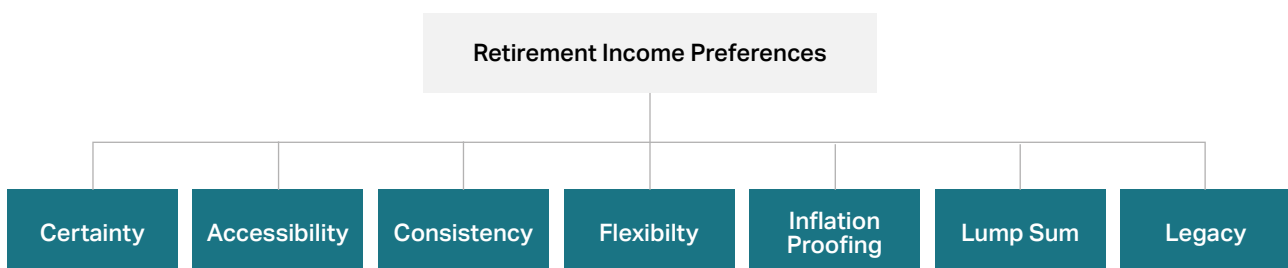 Retirement Income Preferences
Certainty
Accessibility
Consistency
Flexibilty
Inflation
Proofing
Lump Sum
Legacy